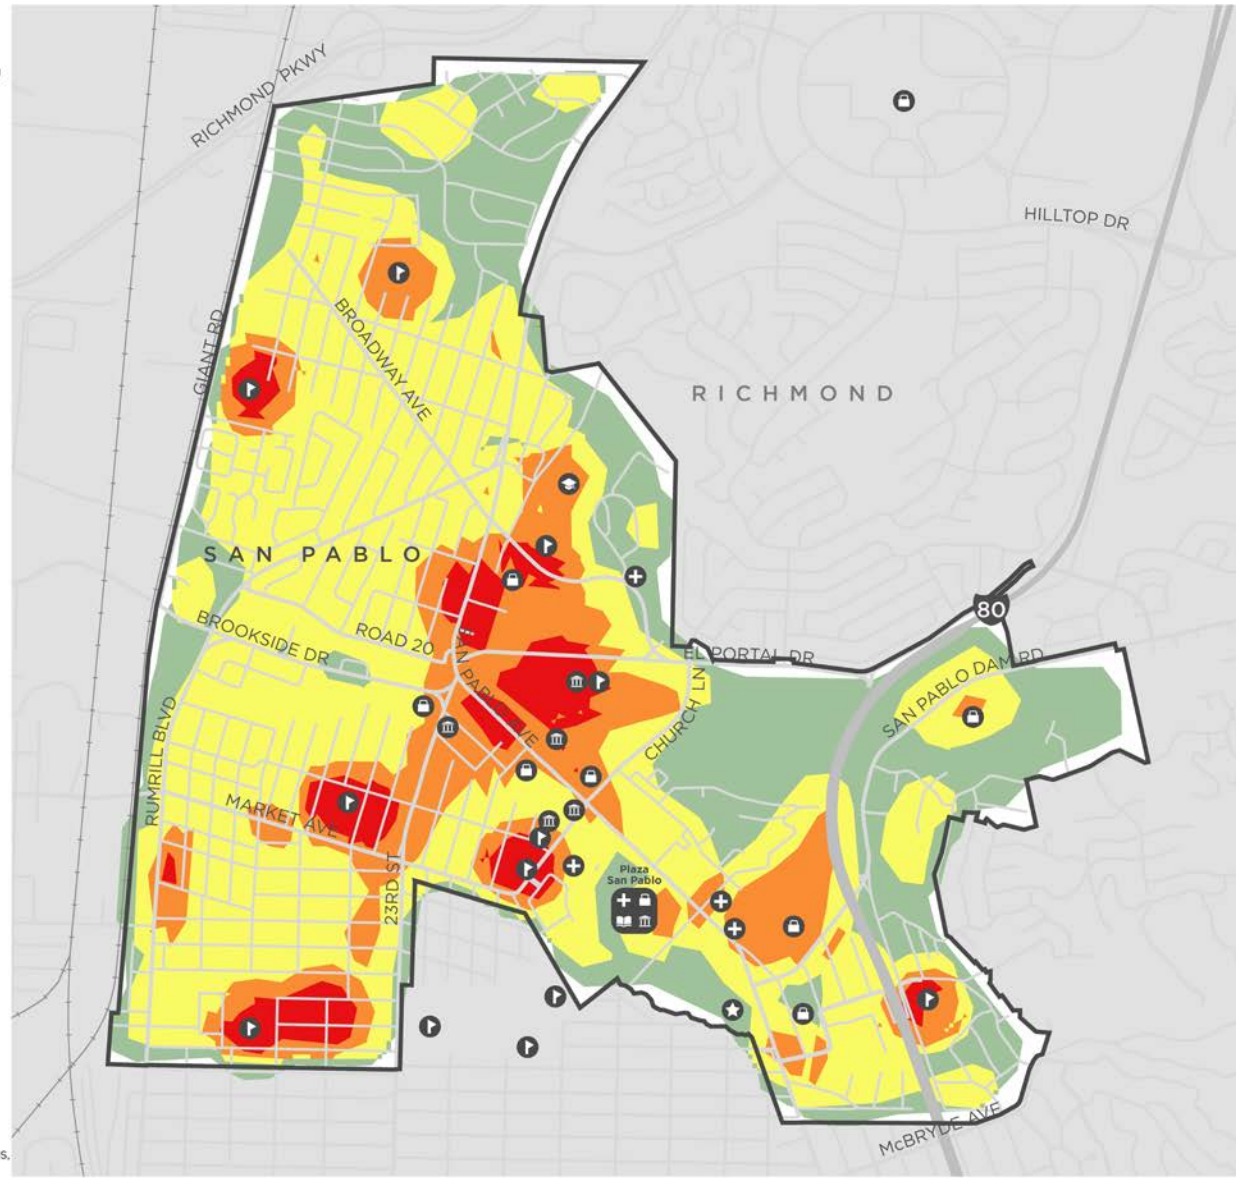 RICHMOND PKWY
HILLTOP DR
GIANT RD
BROADWAY AVE
RICHMOND
SAN PABLO
80
BROOKSIDE DR
ROAD 20
EL PORTAL DR
SAN PABLO DAM RD
AN PABLO AVE
CHURCH LN
RUMRILL BLVD
MARKET AVE
23RD ST
Plaza
San Pablo
McBRYDE AVE
s,